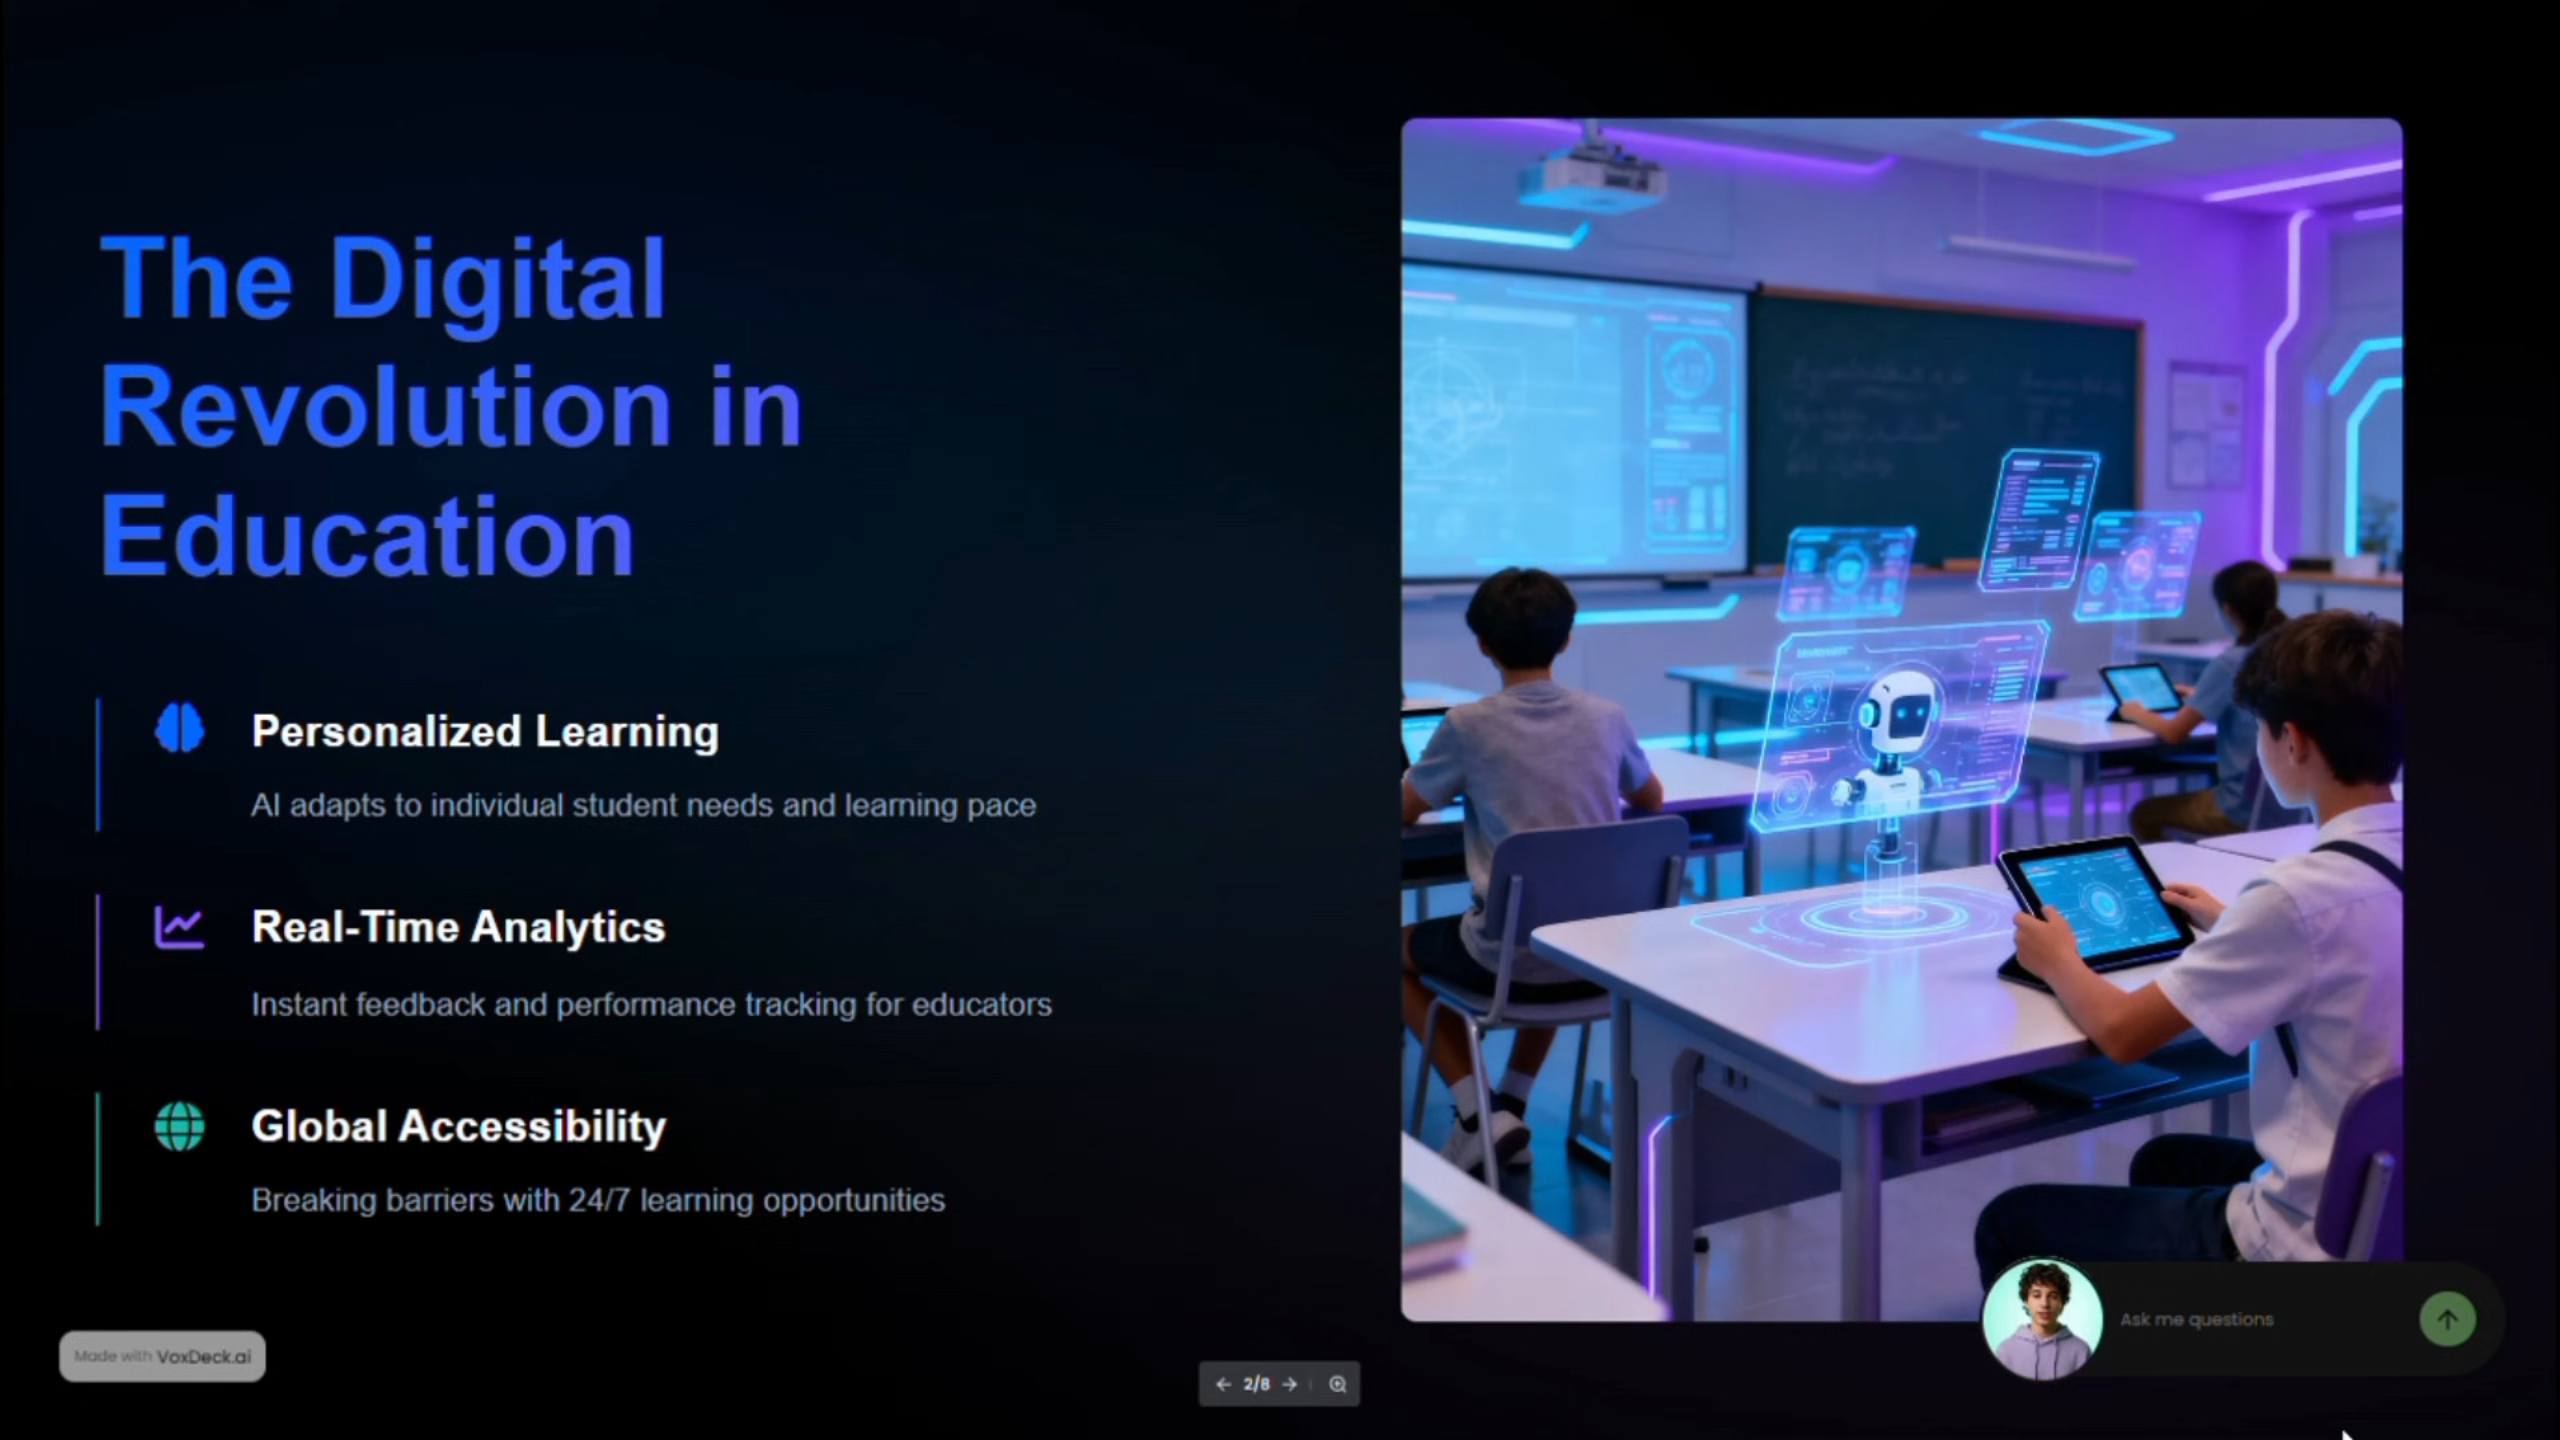 The Digital
Revolution in
Education
Personalized Learning
AI adapts to individual student needs and learning pace
Real-Time Analytics
Instant feedback and performance tracking for educators
Global Accessibility
Breaking barriers with 24/7 learning opportunities
Ask me questions
Made with VoxDeck.ai
2/8